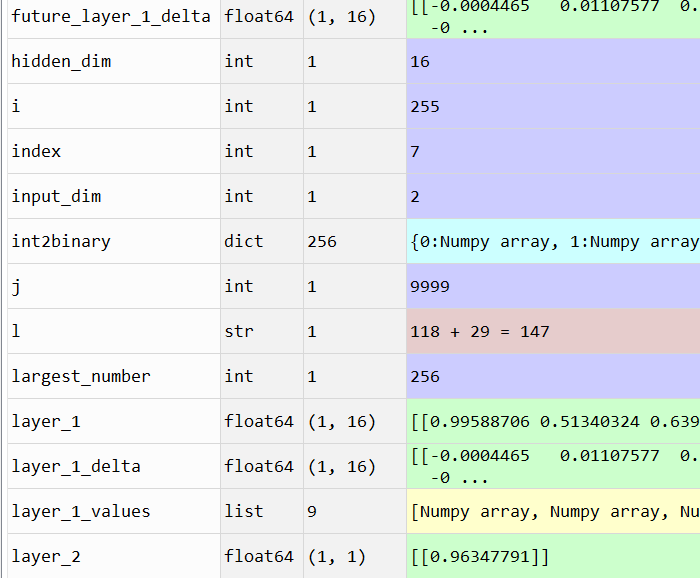 future_layer_1_delta float64 (1, 16) [[-0.0004465 0.01107577 0.
-0 ...
hidden_dim int 1 16
i int 1 255
index int 1 7
input_dim int 1 2
int2binary dict 256 {0:Numpy array, 1:Numpy array
j int 1 9999
l str 1 118 + 29 = 147
largest_number int 1 256
layer_1 float64 (1, 16) [[0.99588706 0.51340324 0.639
layer_1_delta float64 (1, 16) [[-0.0004465 0.01107577 0.
-0 ...
layer_1_values list 9 [Numpy array, Numpy array, Nu
layer_2 float64 (1, 1) [[0.96347791]]